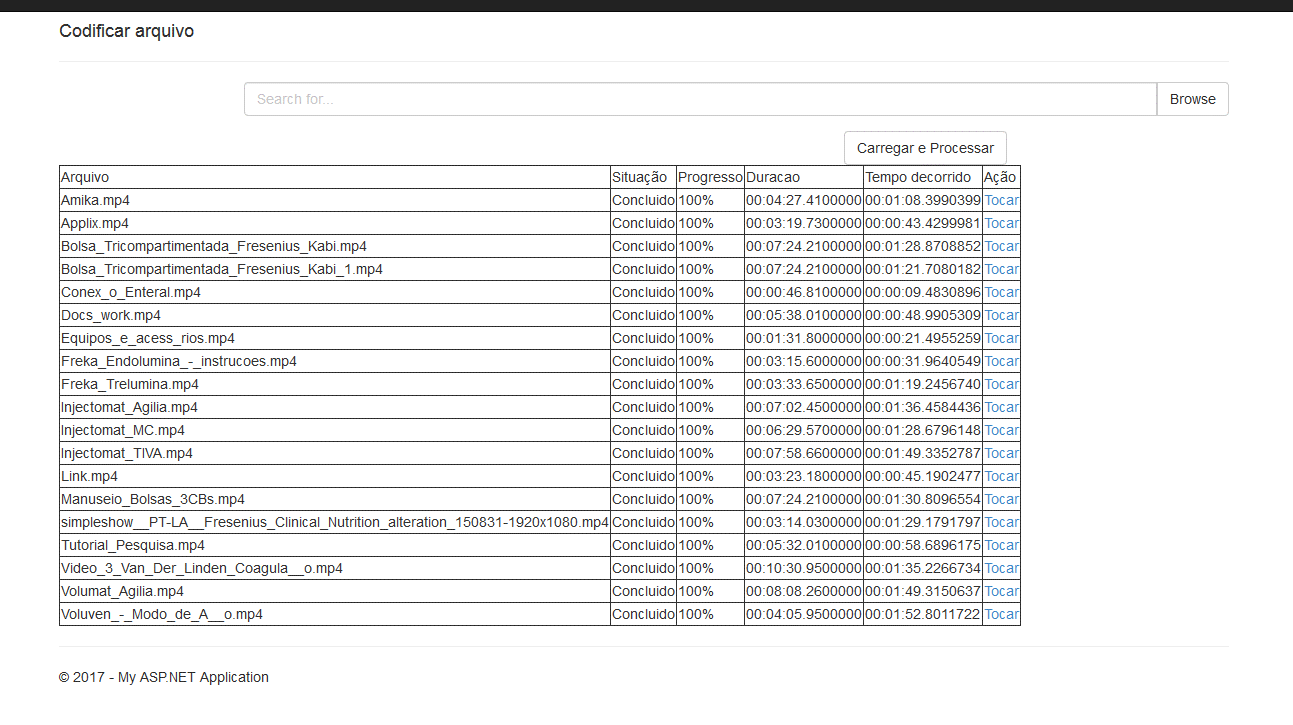 Codificar arquivo
Search for... Browse
Carregar e Processar
Arquivo Situação Progresso Duracao Tempo decorrido Ação
Amika.mp4 Concluido 100% 00:04:27.4100000 00:01:08.3990399 Tocar
Applix.mp4 Concluido 100% 00:03:19.7300000 00:00:43.4299981 Tocar
Bolsa_Tricompartimentada_Fresenius_Kabi.mp4 Concluido 100% 00:07:24.2100000 00:01:28.8708852 Tocar
Bolsa_Tricompartimentada_Fresenius_Kabi_1.mp4 Concluido 100% 00:07:24.2100000 00:01:21.7080182 Tocar
Conex_o_Enteral.mp4 Concluido 100% 00:00:46.8100000 00:00:09.4830896 Tocar
Docs_work.mp4 Concluido 100% 00:05:38.0100000 00:00:48.9905309 Tocar
Equipos_e_acess_rios.mp4 Concluido 100% 00:01:31.8000000 00:00:21.4955259 Tocar
Freka_Endolumina_-_instrucoes.mp4 Concluido 100% 00:03:15.6000000 00:00:31.9640549 Tocar
Freka_Trelumina.mp4 Concluido 100% 00:03:33.6500000 00:01:19.2456740 Tocar
Injectomat_Agilia.mp4 Concluido 100% 00:07:02.4500000 00:01:36.4584436 Tocar
Injectomat_MC.mp4 Concluido 100% 00:06:29.5700000 00:01:28.6796148 Tocar
Injectomat_TIVA.mp4 Concluido 100% 00:07:58.6600000 00:01:49.3352787 Tocar
Link.mp4 Concluido 100% 00:03:23.1800000 00:00:45.1902477 Tocar
Manuseio_Bolsas_3CBs.mp4 Concluido 100% 00:07:24.2100000 00:01:30.8096554 Tocar
simpleshow__PT-LA__Fresenius_Clinical_Nutrition_alteration_150831-1920x1080.mp4 Concluido 100% 00:03:14.0300000 00:01:29.1791797 Tocar
Tutorial_Pesquisa.mp4 Concluido 100% 00:05:32.0100000 00:00:58.6896175 Tocar
Video_3_Van_Der_Linden_Coagula__o.mp4 Concluido 100% 00:10:30.9500000 00:01:35.2266734 Tocar
Volumat_Agilia.mp4 Concluido 100% 00:08:08.2600000 00:01:49.3150637 Tocar
Voluven_-_Modo_de_A__o.mp4 Concluido 100% 00:04:05.9500000 00:01:52.8011722 Tocar
© 2017 - My ASP.NET Application